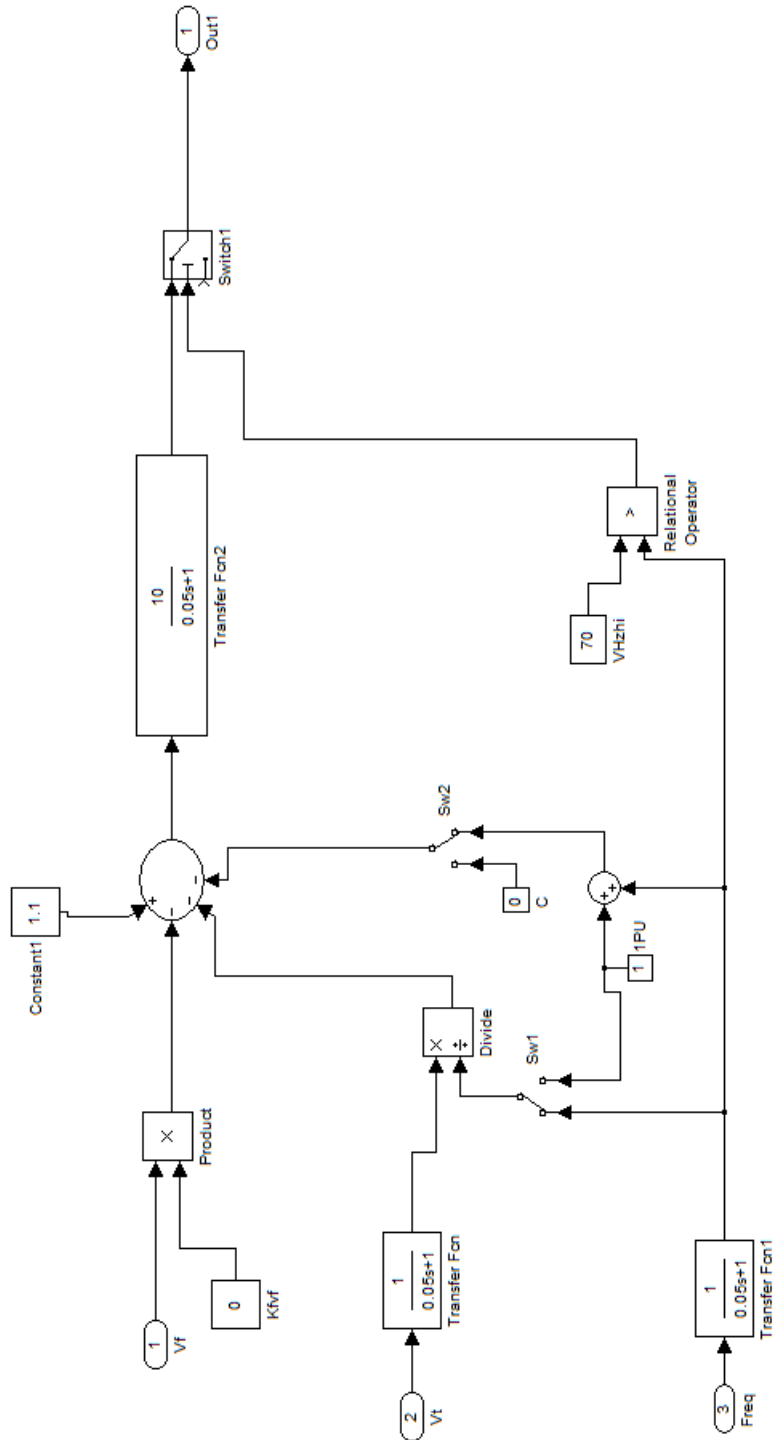 Constant1
1.1
1
Vf
0
Kfvf
×
Product
+
-
-
-
10
0.05s+1
Transfer Fcn2
Switch1
1
Out1
2
Vt
1
0.05s+1
Transfer Fcn
×
÷
Divide
Sw1
Sw2
0
C
1
1PU
+
+
70
VHzhi
>
Relational
Operator
3
Freq
1
0.05s+1
Transfer Fcn1